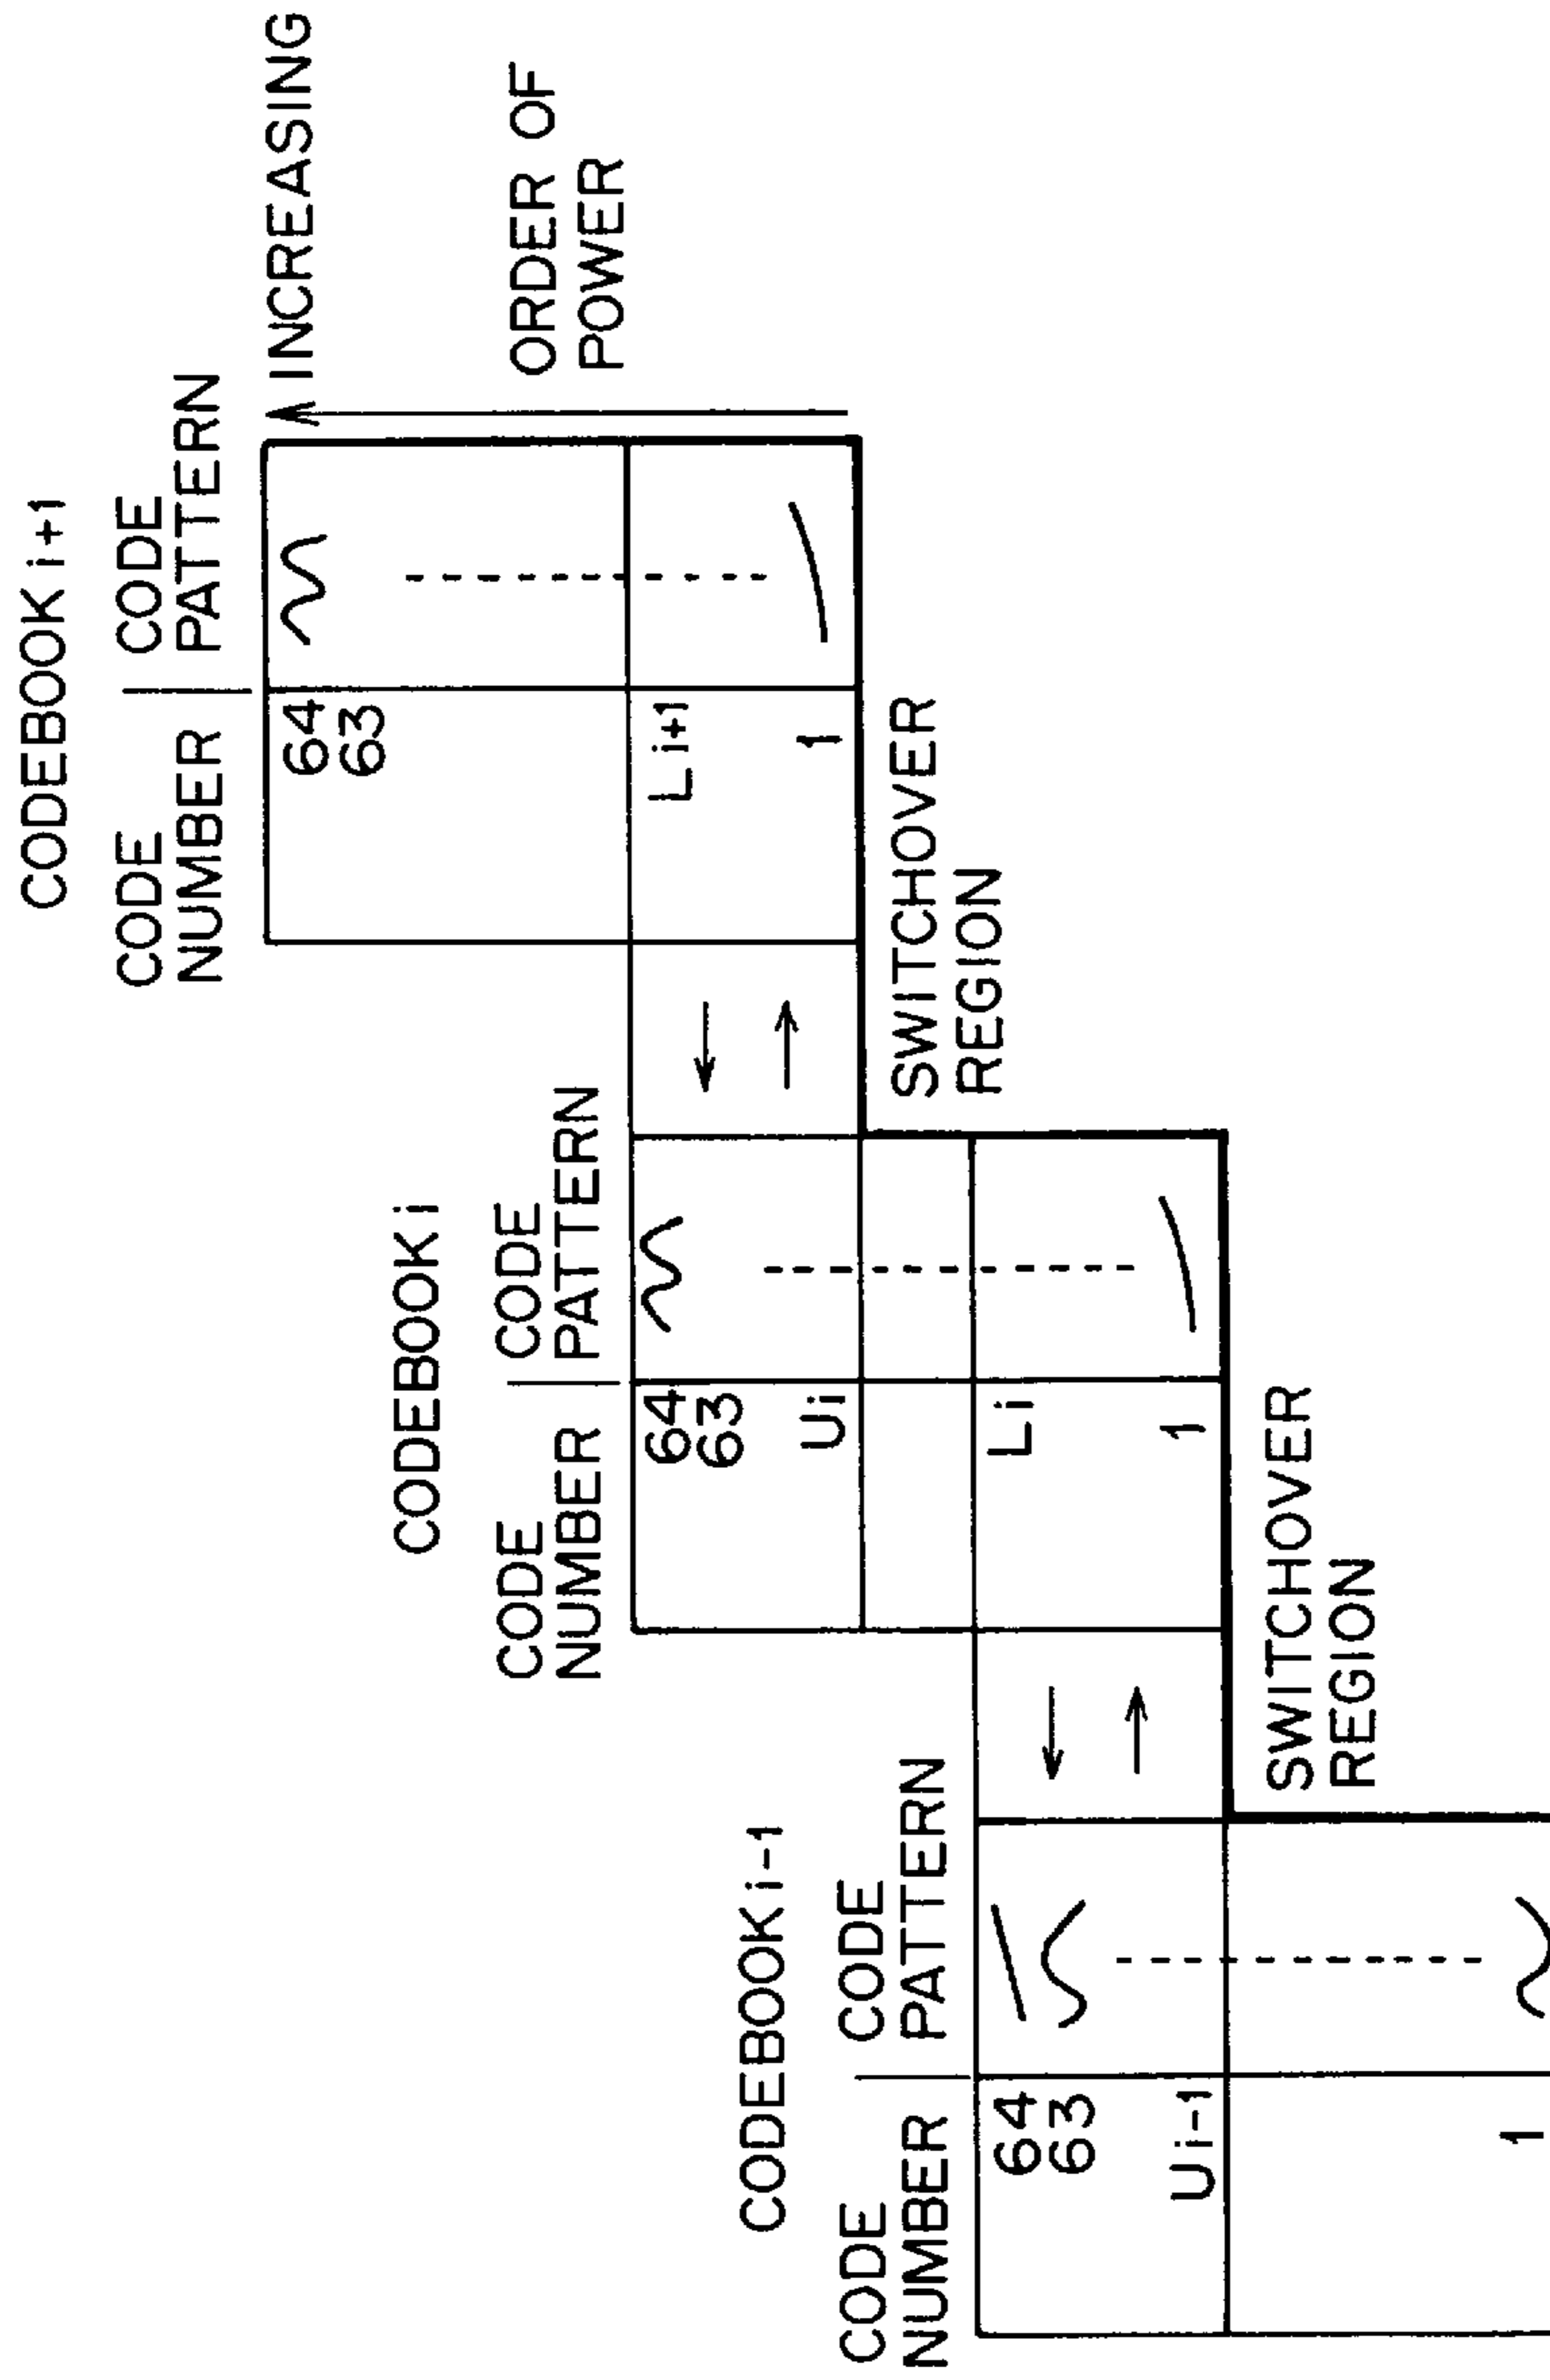 CODEBOOK i-1
CODE
NUMBER
CODE
PATTERN
64
63
Ui-1
1
SWITCHOVER
REGION
CODEBOOK i
CODE
NUMBER
CODE
PATTERN
64
63
Ui
Li
1
SWITCHOVER
REGION
CODEBOOK i+1
CODE
NUMBER
CODE
PATTERN
64
63
Li+1
1
INCREASING
ORDER OF
POWER